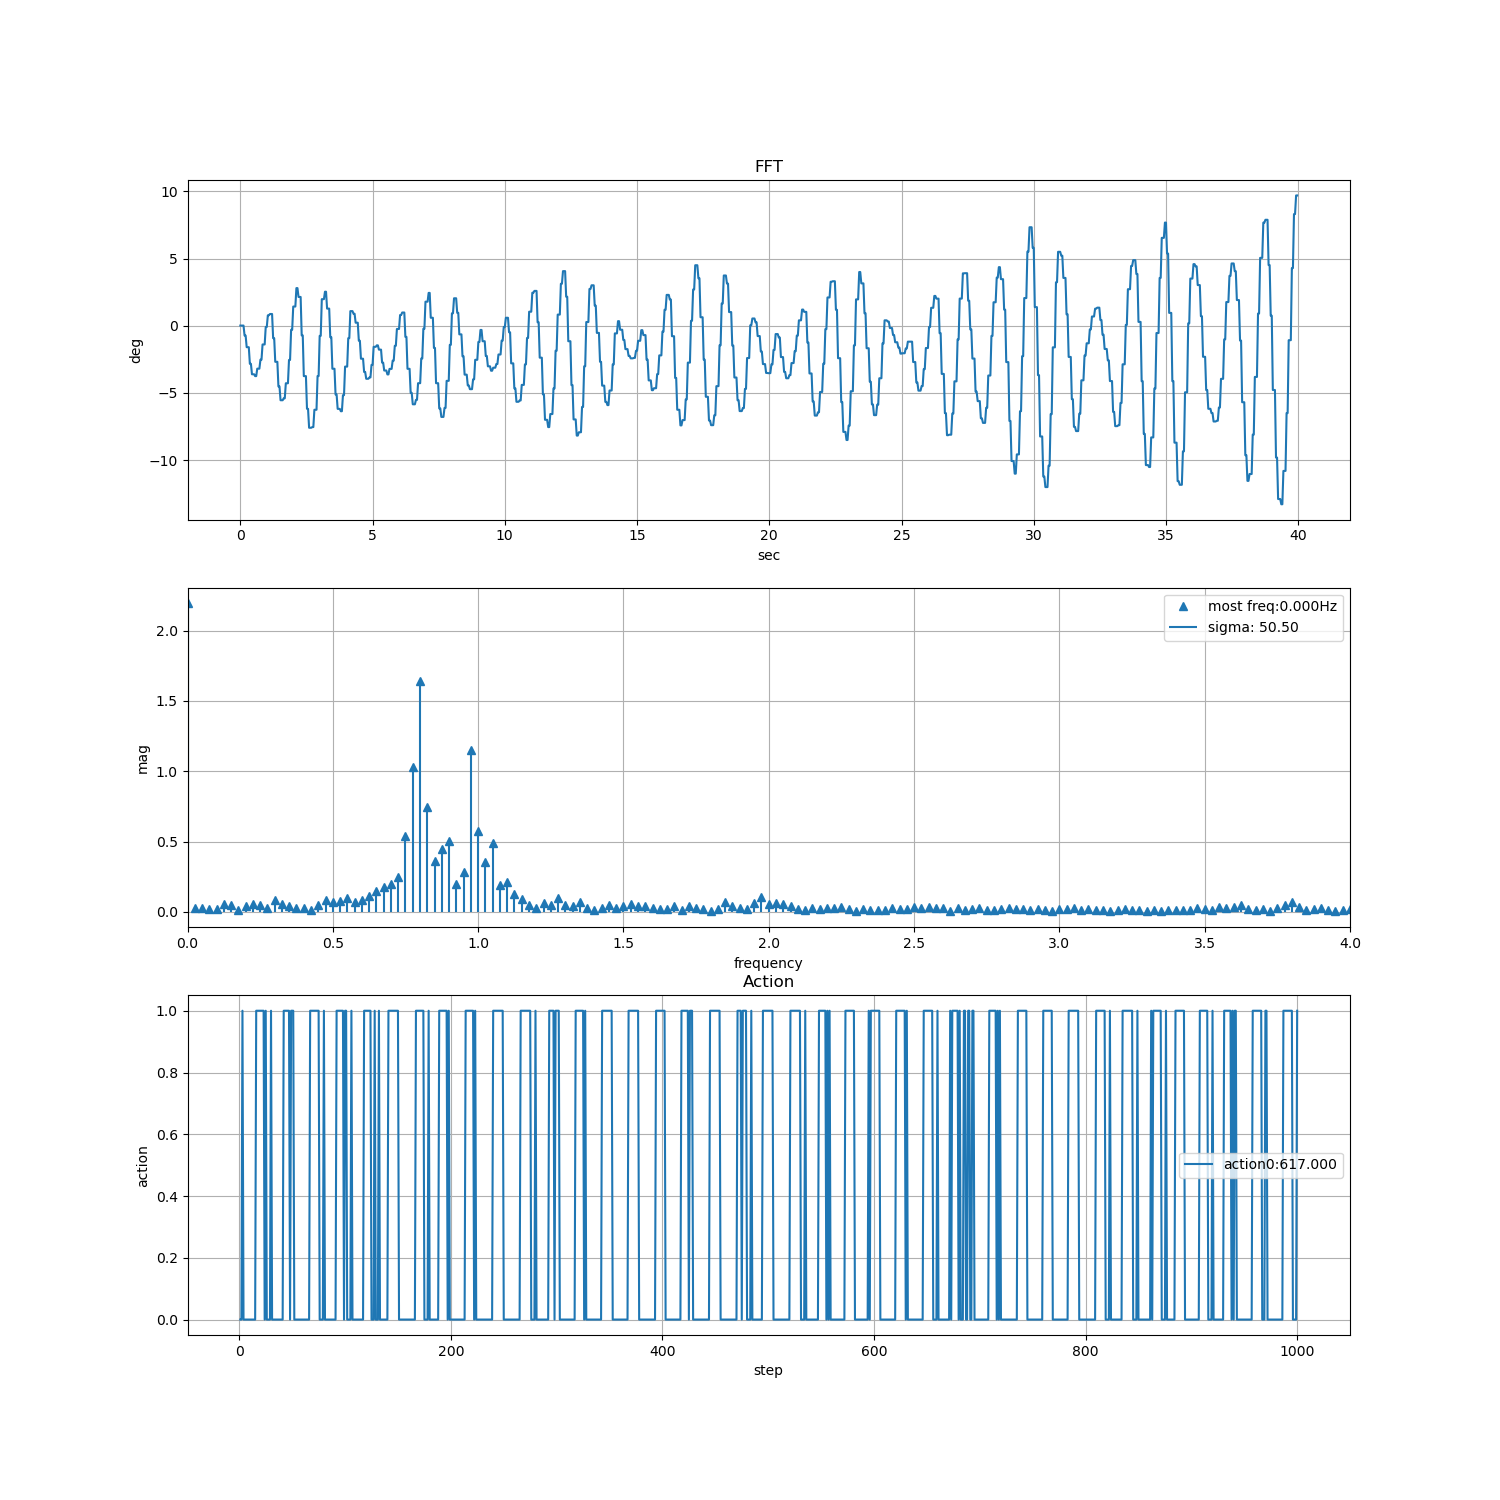 FFT
10
5
0
−5
−10
deg
0 5 10 15 20 25 30 35 40
sec
most freq:0.000Hz
sigma: 50.50
2.0
1.5
1.0
0.5
0.0
mag
0.0 0.5 1.0 1.5 2.0 2.5 3.0 3.5 4.0
frequency
Action
1.0
0.8
0.6
0.4
0.2
0.0
action
action0:617.000
0 200 400 600 800 1000
step